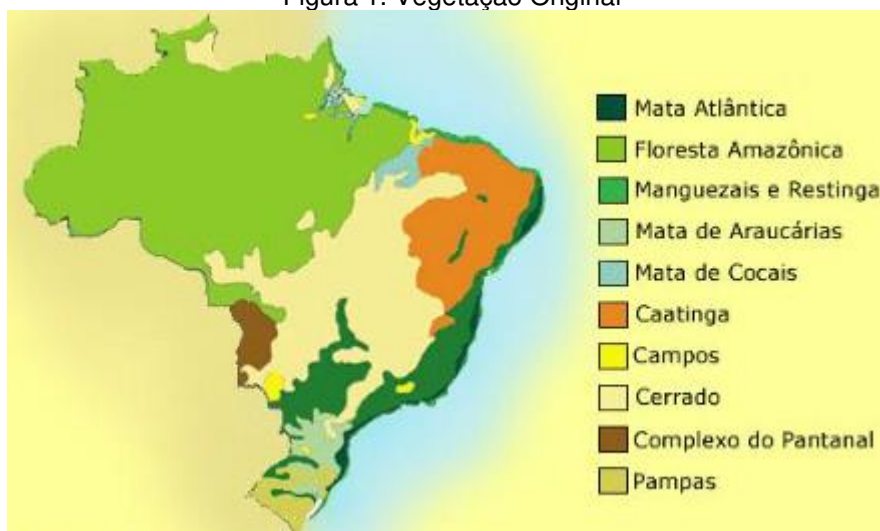 Figura 1: Vegetação Original
Mata Atlântica
Floresta Amazônica
Manguezais e Restinga
Mata de Araucárias
Mata de Cocais
Caatinga
Campos
Cerrado
Complexo do Pantanal
Pampas